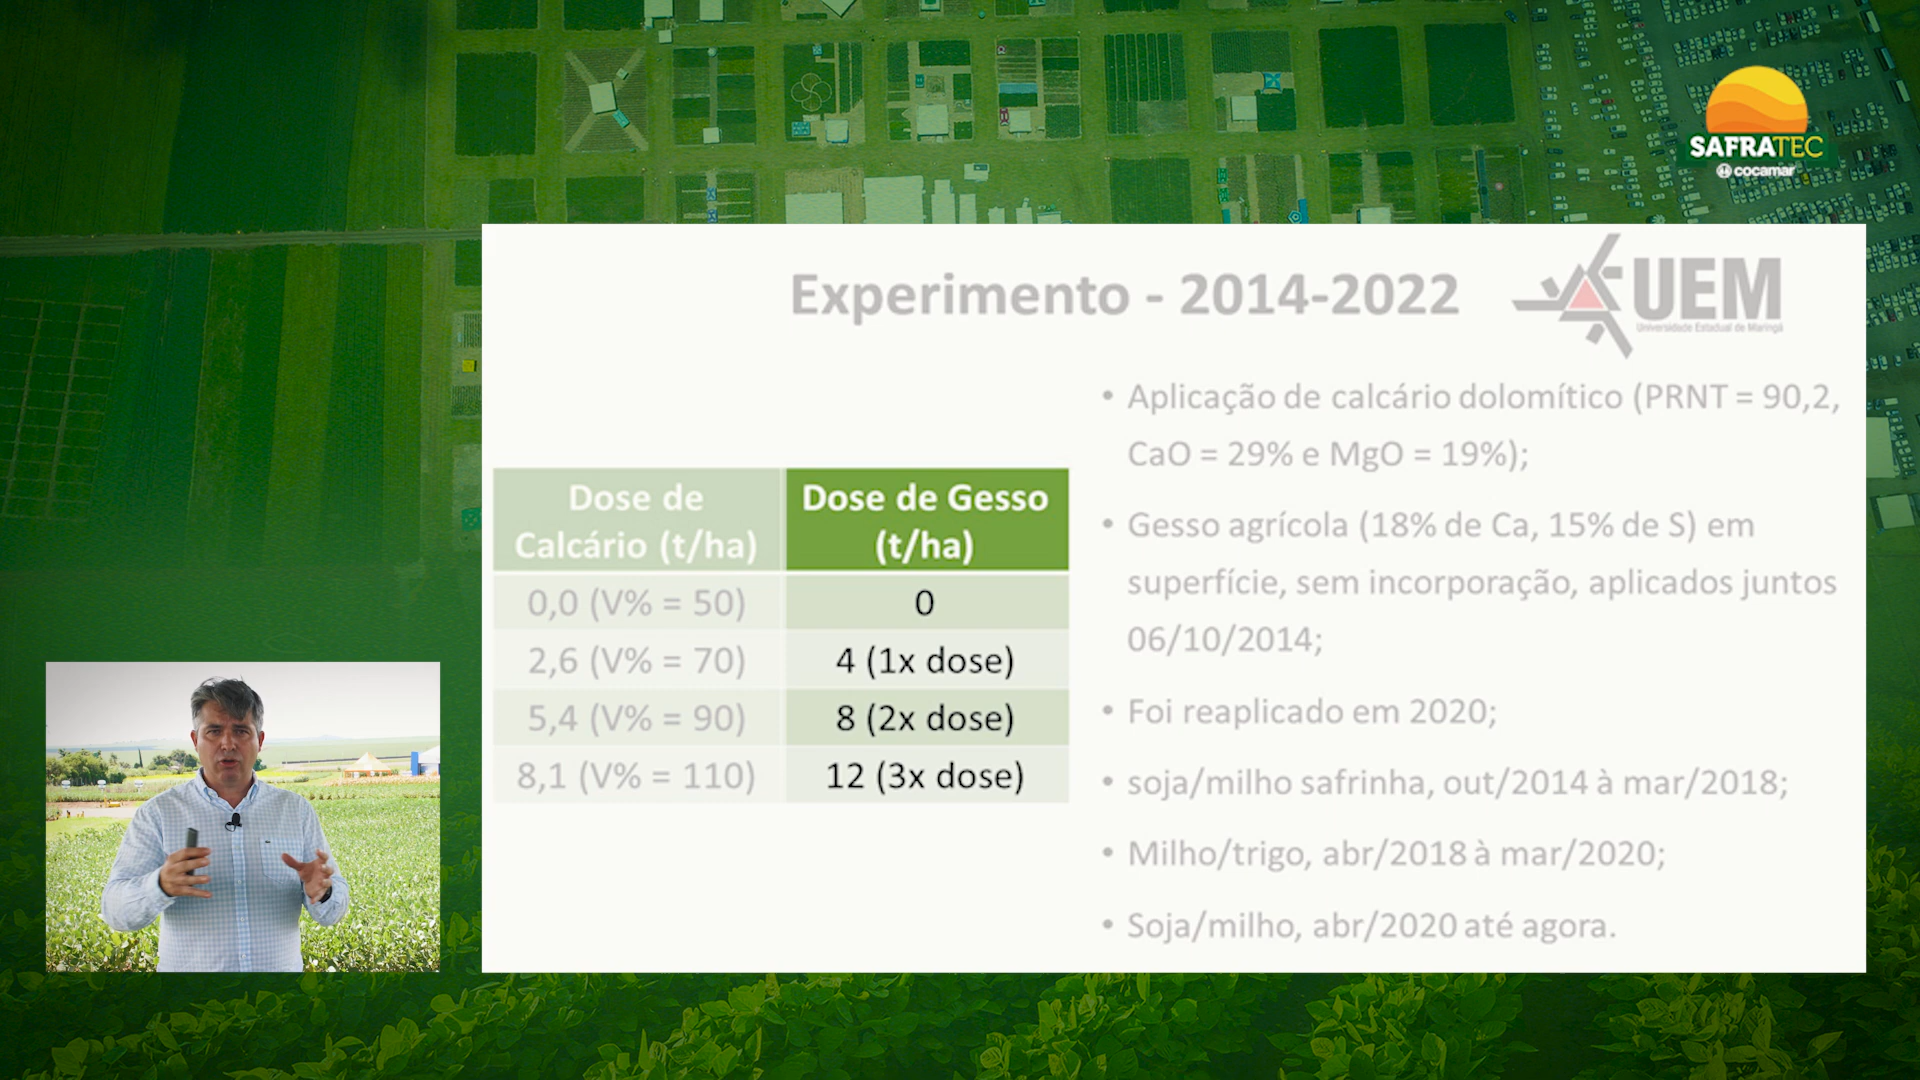 SAFRATEC
cocamar
Experimento - 2014-2022
UEM
Universidade Estadual de Maringá
Dose de Calcário (t/ha)
Dose de Gesso (t/ha)
0,0 (V% = 50)
0
2,6 (V% = 70)
4 (1x dose)
5,4 (V% = 90)
8 (2x dose)
8,1 (V% = 110)
12 (3x dose)
• Aplicação de calcário dolomítico (PRNT = 90,2,
CaO = 29% e MgO = 19%);
• Gesso agrícola (18% de Ca, 15% de S) em
superfície, sem incorporação, aplicados juntos
06/10/2014;
• Foi reaplicado em 2020;
• soja/milho safrinha, out/2014 à mar/2018;
• Milho/trigo, abr/2018 à mar/2020;
• Soja/milho, abr/2020 até agora.